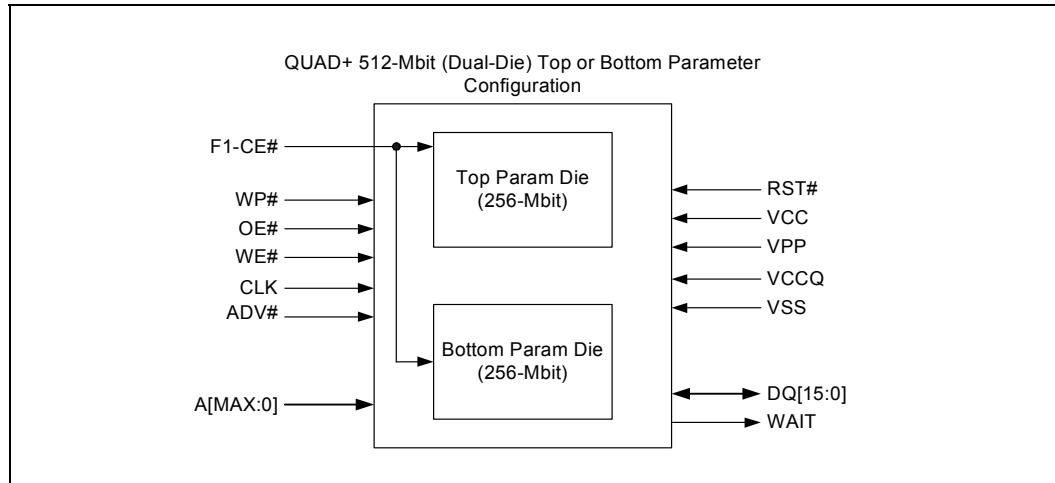 QUAD+ 512-Mbit (Dual-Die) Top or Bottom Parameter
Configuration
F1-CE#
WP#
OE#
WE#
CLK
ADV#
A[MAX:0]
Top Param Die
(256-Mbit)
Bottom Param Die
(256-Mbit)
RST#
VCC
VPP
VCCQ
VSS
DQ[15:0]
WAIT